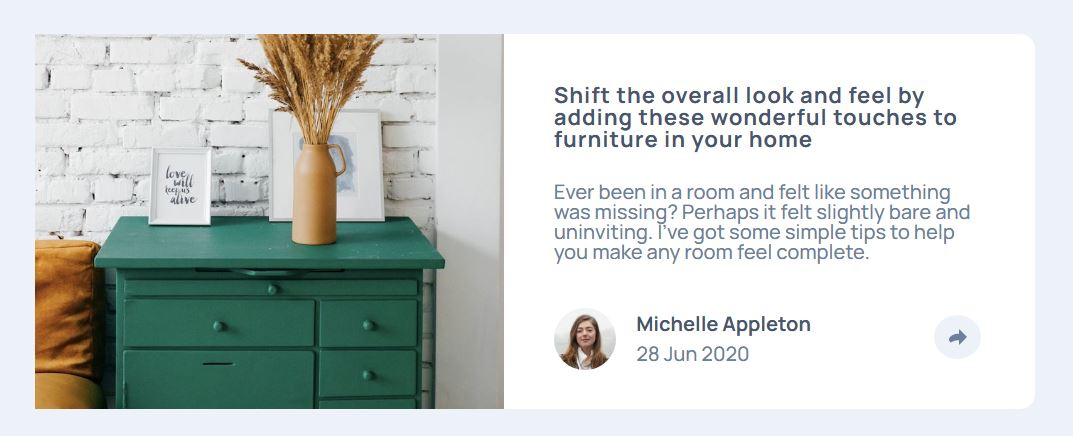 love
will
keep us
alive
Shift the overall look and feel by
adding these wonderful touches to
furniture in your home
Ever been in a room and felt like something
was missing? Perhaps it felt slightly bare and
uninviting. I've got some simple tips to help
you make any room feel complete.
Michelle Appleton
28 Jun 2020